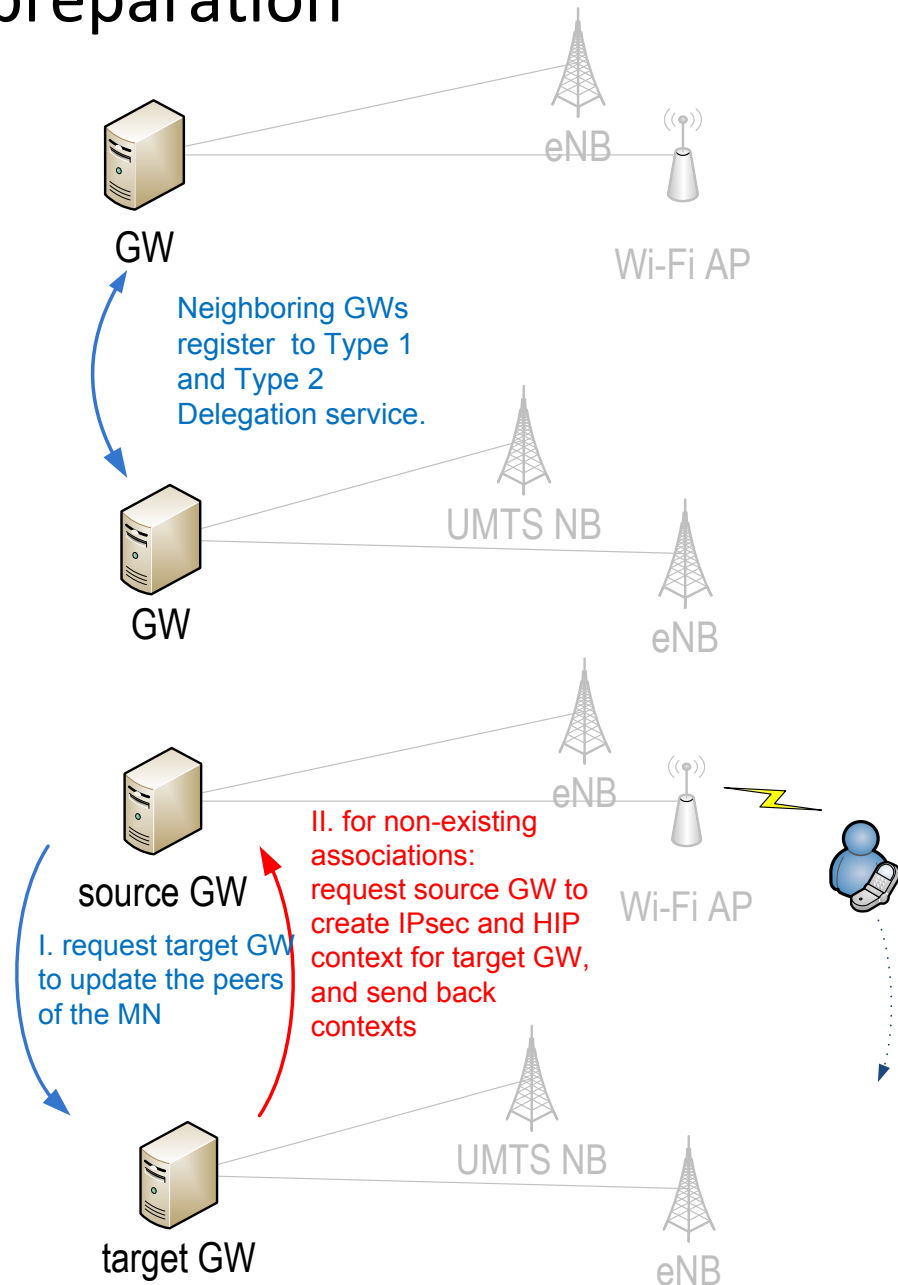 preparation
eNB
GW
Wi-Fi AP
Neighboring GWs
register to Type 1
and Type 2
Delegation service.
UMTS NB
GW
eNB
eNB
source GW
Wi-Fi AP
I. request target GW
to update the peers
of the MN
II. for non-existing
associations:
request source GW to
create IPsec and HIP
context for target GW,
and send back
contexts
UMTS NB
target GW
eNB